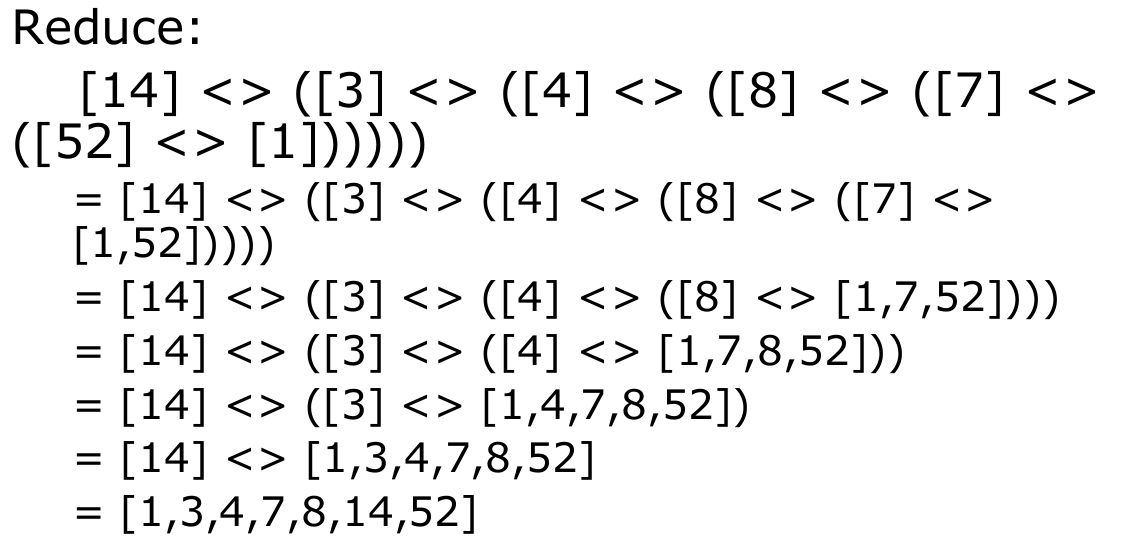 Reduce:
[14] <> ([3] <> ([4] <> ([8] <> ([7] <>
([52] <> [1]))))))
= [14] <> ([3] <> ([4] <> ([8] <> ([7] <>
[1,52]))))
= [14] <> ([3] <> ([4] <> ([8] <> [1,7,52])))
= [14] <> ([3] <> ([4] <> [1,7,8,52]))
= [14] <> ([3] <> [1,4,7,8,52])
= [14] <> [1,3,4,7,8,52]
= [1,3,4,7,8,14,52]